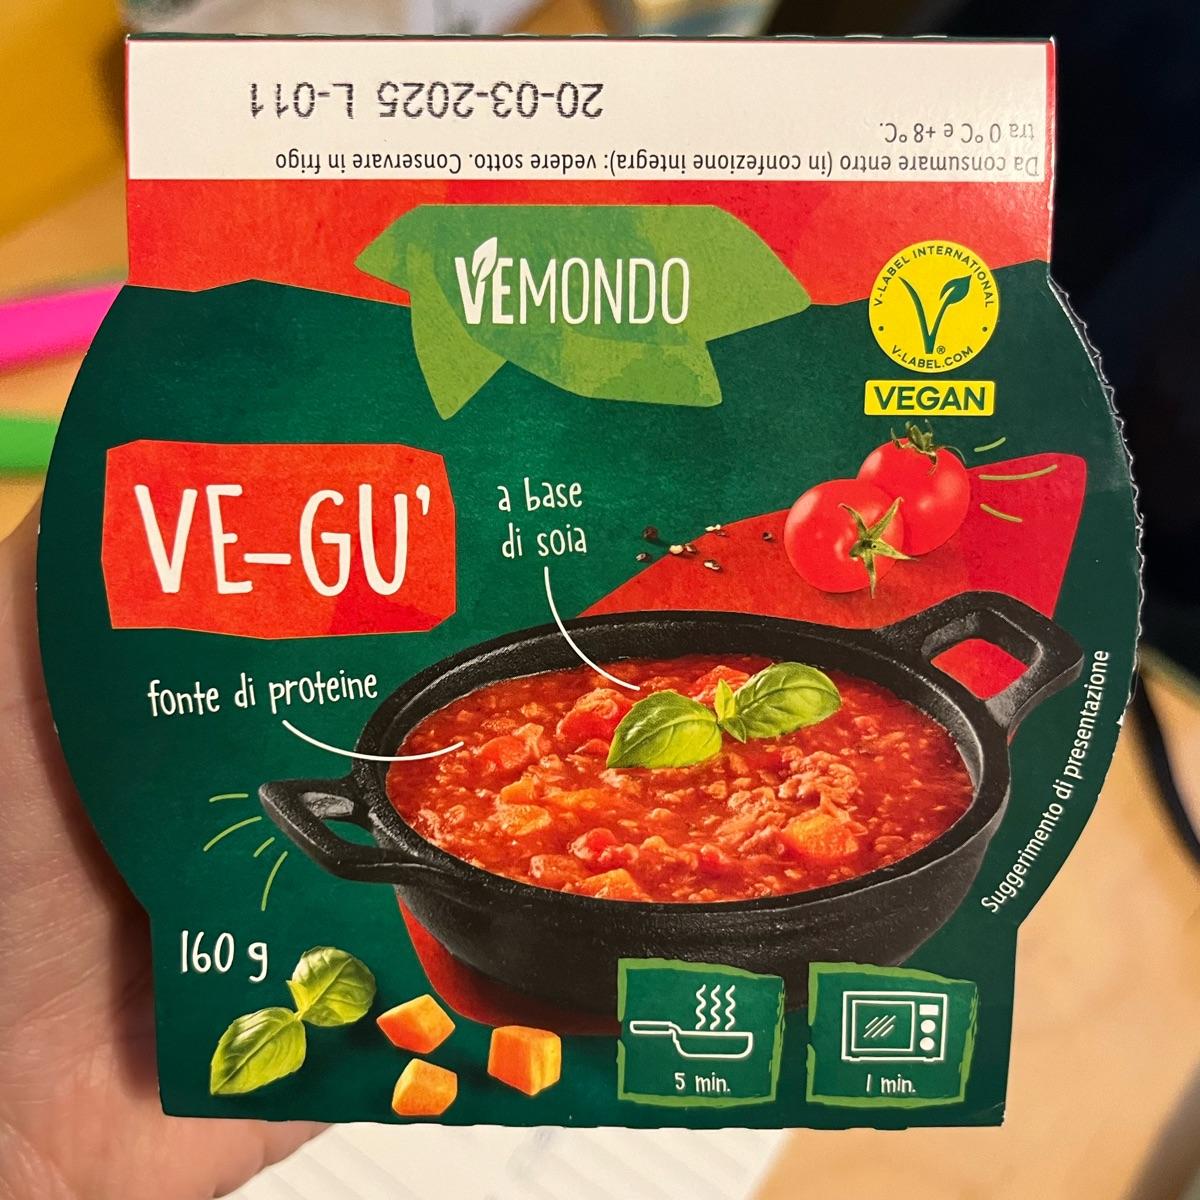 Da consumare entro (in confezione integra): vedere sotto. Conservare in frigo
tra 0°C e +8°C.
20-03-2025 L-011
VEMONDO
V-LABEL INTERNATIONAL
V-LABEL.COM
®
VEGAN
VE-GU'
a base
di soia
fonte di proteine
Suggerimento di presentazione
160 g
5 min.
1 min.